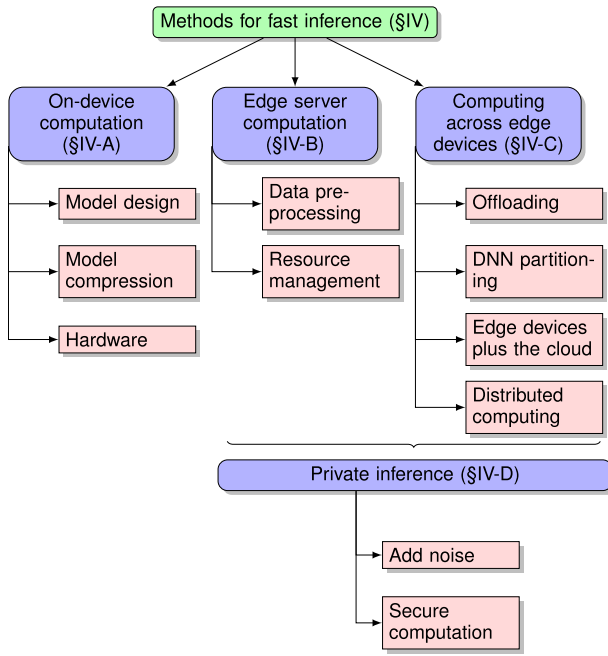 Methods for fast inference (§IV)
On-device
computation
(§IV-A)
Model design
Model
compression
Hardware
Edge server
computation
(§IV-B)
Data pre-
processing
Resource
management
Computing
across edge
devices (§IV-C)
Offloading
DNN partition-
ing
Edge devices
plus the cloud
Distributed
computing
Private inference (§IV-D)
Add noise
Secure
computation